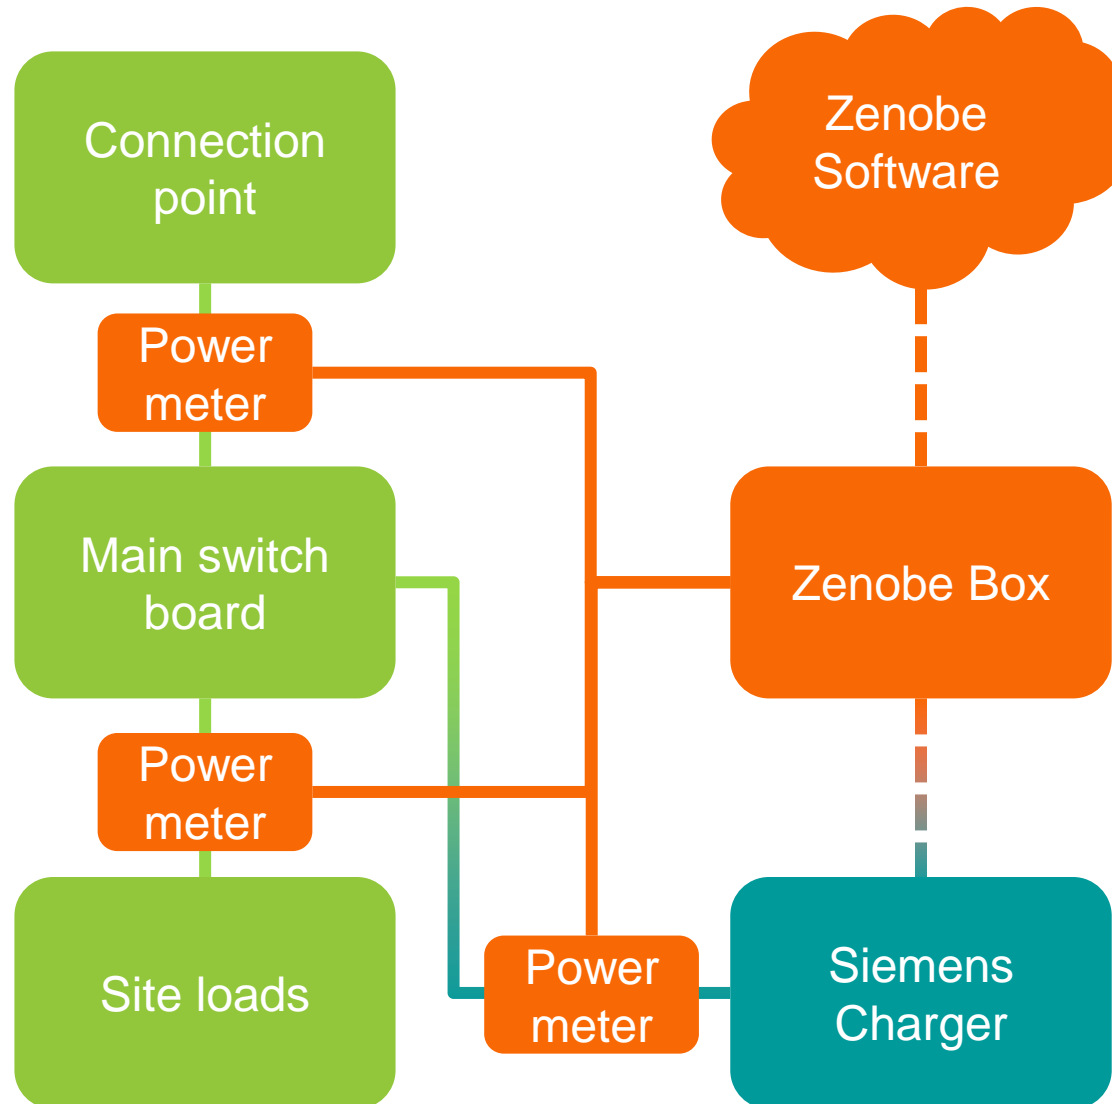 Connection
point
Zenobe
Software
Power
meter
Main switch
board
Zenobe Box
Power
meter
Site loads
Power
meter
Siemens
Charger